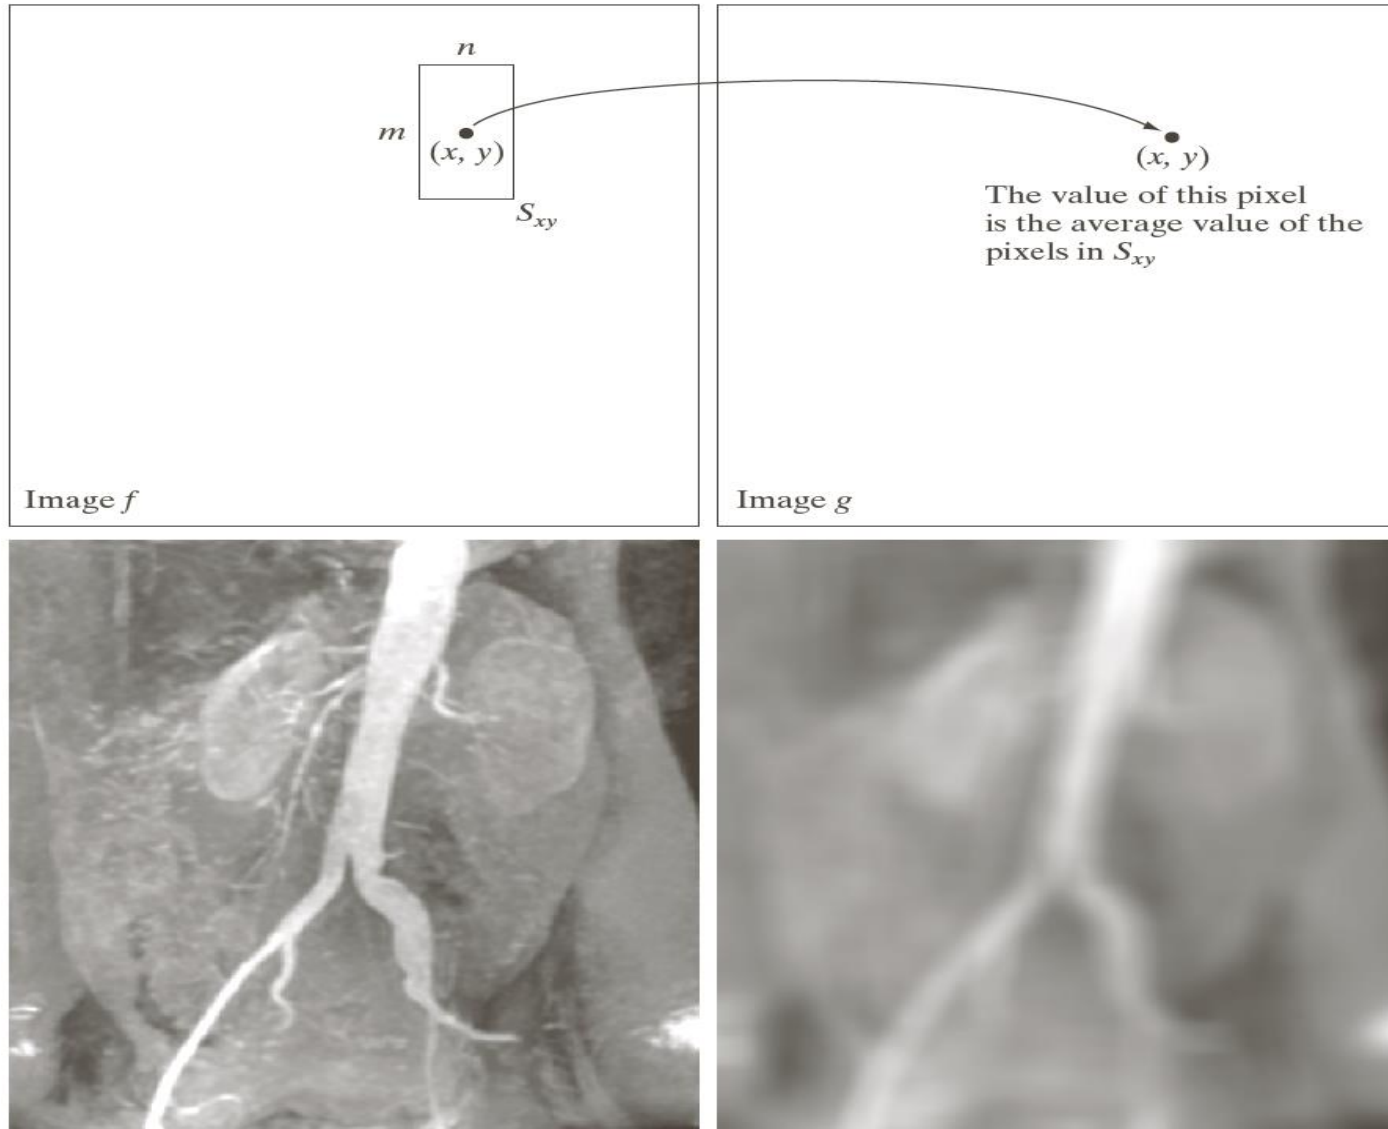 n
m
(x, y)
S_xy
Image f
(x, y)
The value of this pixel
is the average value of the
pixels in S_xy
Image g